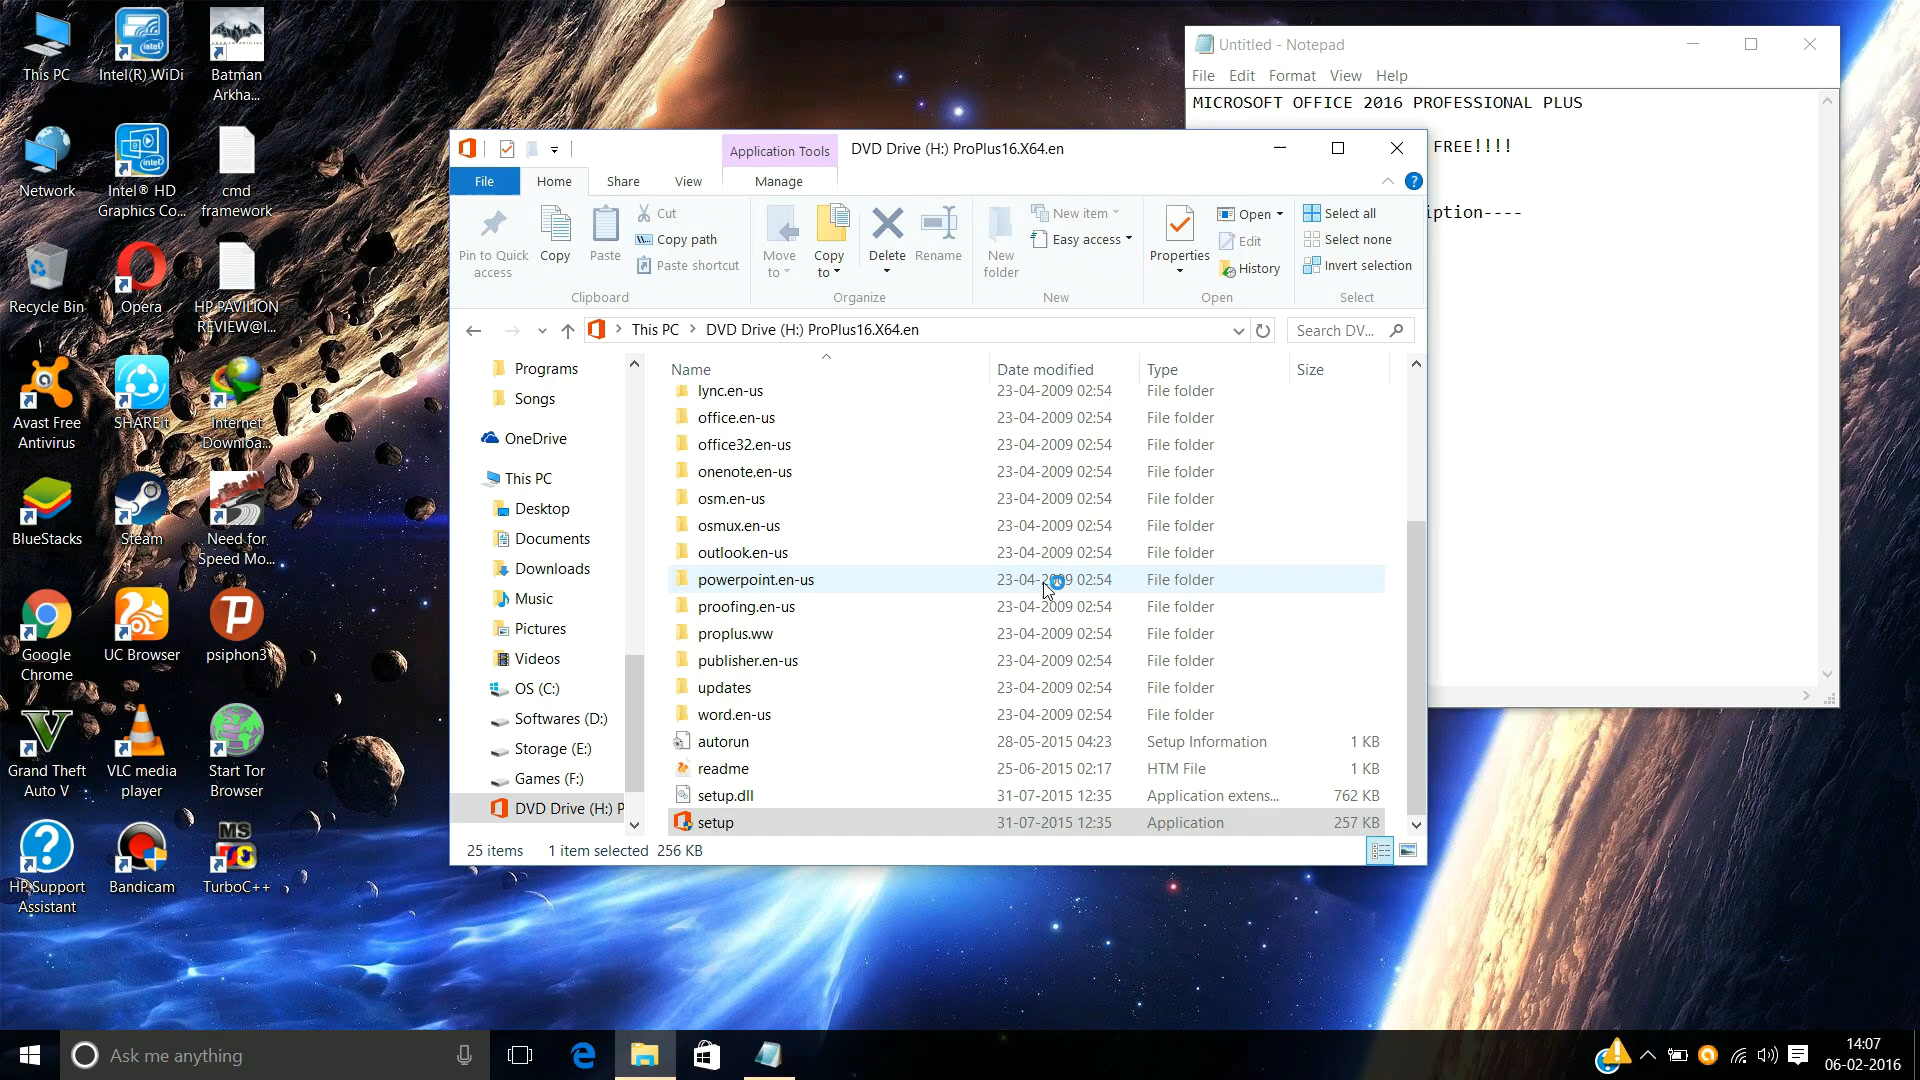 This PC
Intel(R) WiDi
Batman
Arkha...
Network
Intel® HD
Graphics Co...
cmd
framework
Recycle Bin
Opera
HP PAVILION
REVIEW@I...
Avast Free
Antivirus
SHAREit
Internet
Downloa...
BlueStacks
Steam
Need for
Speed Mo...
Google
Chrome
UC Browser
psiphon3
Grand Theft
Auto V
VLC media
player
Start Tor
Browser
HP Support
Assistant
Bandicam
TurboC++
Untitled - Notepad
File Edit Format View Help
MICROSOFT OFFICE 2016 PROFESSIONAL PLUS
FREE!!!!
iption----
Application Tools
DVD Drive (H:) ProPlus16.X64.en
File Home Share View Manage
Pin to Quick
access
Copy
Paste
Cut
Copy path
Paste shortcut
Clipboard
Move
to
Copy
to
Delete
Rename
Organize
New
folder
New item
Easy access
New
Properties
Open
Edit
History
Open
Select all
Select none
Invert selection
Select
This PC
DVD Drive (H:) ProPlus16.X64.en
Search DV...
Programs
Songs
OneDrive
This PC
Desktop
Documents
Downloads
Music
Pictures
Videos
OS (C:)
Softwares (D:)
Storage (E:)
Games (F:)
DVD Drive (H:) P
Name Date modified Type Size
lync.en-us 23-04-2009 02:54 File folder
office.en-us 23-04-2009 02:54 File folder
office32.en-us 23-04-2009 02:54 File folder
onenote.en-us 23-04-2009 02:54 File folder
osm.en-us 23-04-2009 02:54 File folder
osmux.en-us 23-04-2009 02:54 File folder
outlook.en-us 23-04-2009 02:54 File folder
powerpoint.en-us 23-04-2009 02:54 File folder
proofing.en-us 23-04-2009 02:54 File folder
proplus.ww 23-04-2009 02:54 File folder
publisher.en-us 23-04-2009 02:54 File folder
updates 23-04-2009 02:54 File folder
word.en-us 23-04-2009 02:54 File folder
autorun 28-05-2015 04:23 Setup Information 1 KB
readme 25-06-2015 02:17 HTM File 1 KB
setup.dll 31-07-2015 12:35 Application extens... 762 KB
setup 31-07-2015 12:35 Application 257 KB
25 items 1 item selected 256 KB
Ask me anything
14:07
06-02-2016